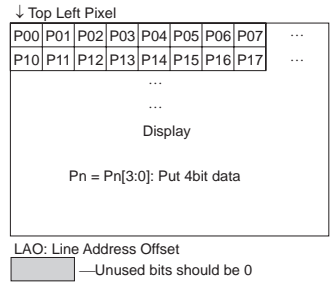 ↓ Top Left Pixel
P00 P01 P02 P03 P04 P05 P06 P07 ...
P10 P11 P12 P13 P14 P15 P16 P17 ...
...
...
Display
Pn = Pn[3:0]: Put 4bit data
LAO: Line Address Offset
—Unused bits should be 0